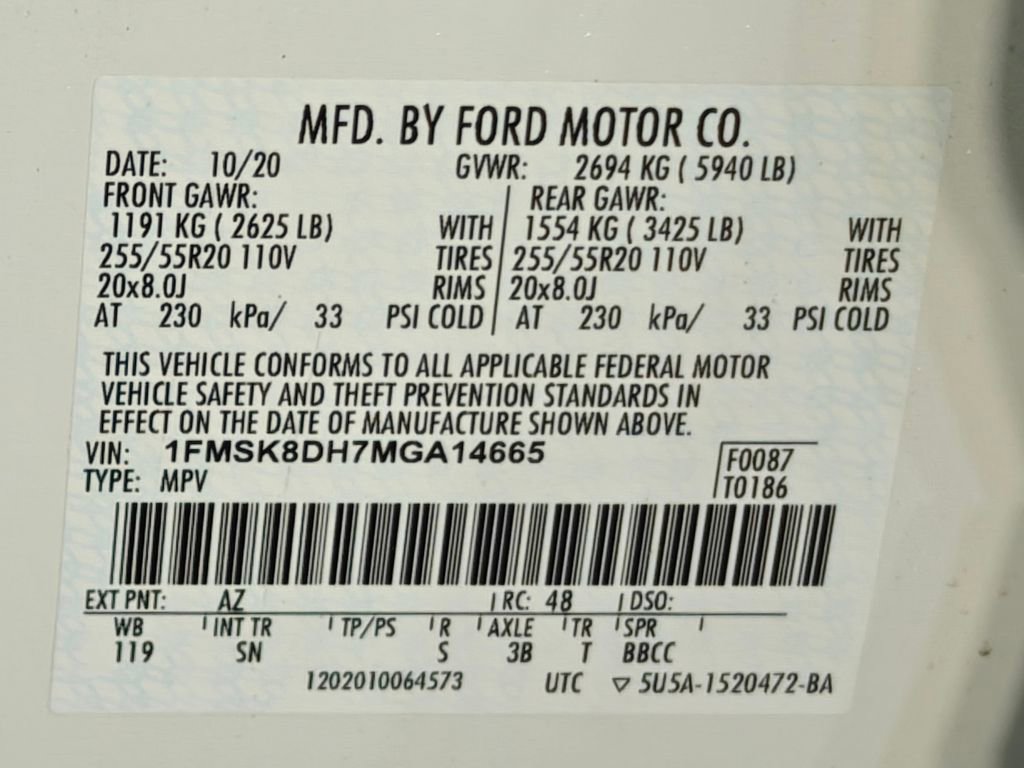 MFD. BY FORD MOTOR CO.
DATE: 10/20 GVWR: 2694 KG ( 5940 LB)
FRONT GAWR: REAR GAWR:
1191 KG ( 2625 LB) WITH 1554 KG ( 3425 LB) WITH
255/55R20 110V TIRES 255/55R20 110V TIRES
20x8.0J RIMS 20x8.0J RIMS
AT 230 kPa/ 33 PSI COLD AT 230 kPa/ 33 PSI COLD
THIS VEHICLE CONFORMS TO ALL APPLICABLE FEDERAL MOTOR
VEHICLE SAFETY AND THEFT PREVENTION STANDARDS IN
EFFECT ON THE DATE OF MANUFACTURE SHOWN ABOVE.
VIN: 1FMSK8DH7MGA14665 F0087
TYPE: MPV T0186
EXT PNT: AZ RC: 48 DSO:
WB INT TR TP/PS R AXLE TR SPR
119 SN S 3B T BBCC
1202010064573 UTC ▽ 5U5A-1520472-BA